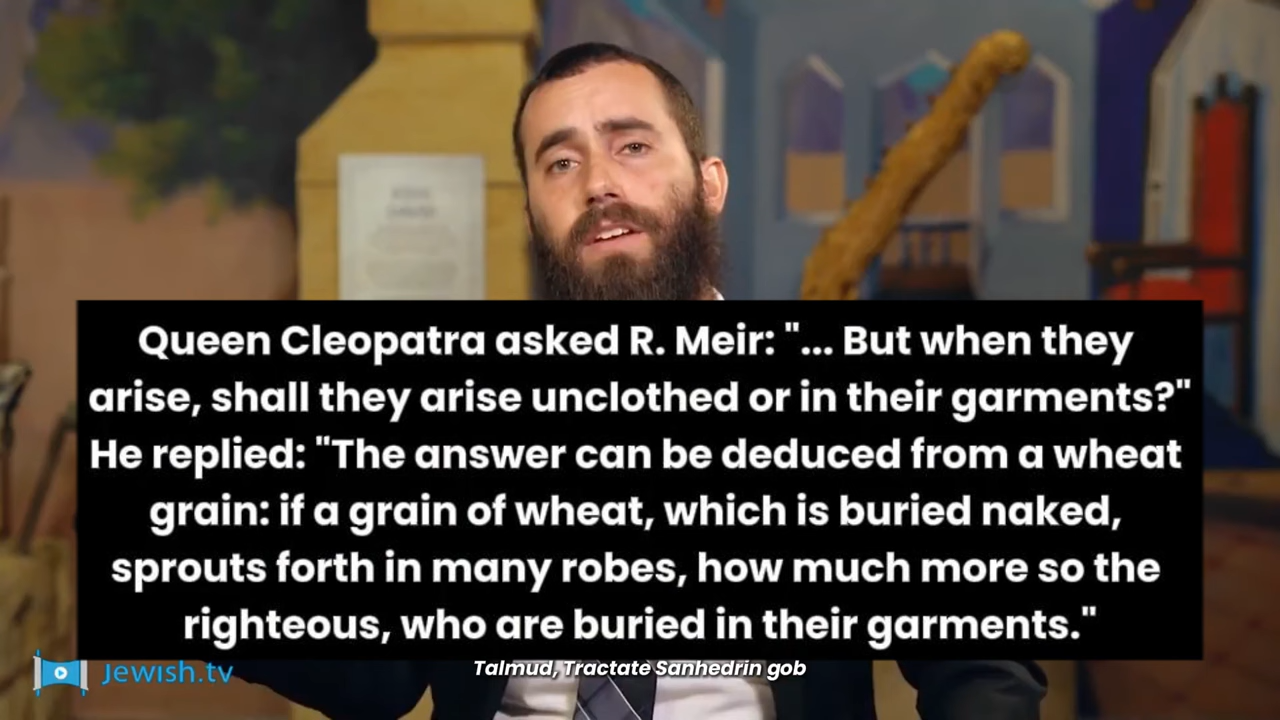 Queen Cleopatra asked R. Meir: "... But when they
arise, shall they arise unclothed or in their garments?"
He replied: "The answer can be deduced from a wheat
grain: if a grain of wheat, which is buried naked,
sprouts forth in many robes, how much more so the
righteous, who are buried in their garments."
Talmud, Tractate Sanhedrin gob
Jewish.tv